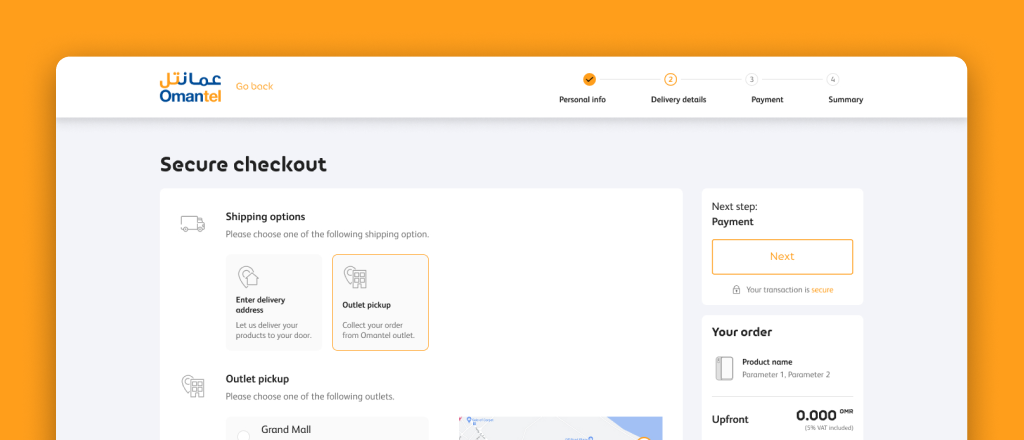 عمانتل
Omantel
Go back
2
3
4
Personal info
Delivery details
Payment
Summary
Secure checkout
Shipping options
Please choose one of the following shipping option.
Enter delivery
address
Let us deliver your
products to your door.
Outlet pickup
Collect your order
from Omantel outlet.
Outlet pickup
Please choose one of the following outlets.
Grand Mall
Next step:
Payment
Next
Your transaction is secure
Your order
Product name
Parameter 1, Parameter 2
Upfront
0.000 OMR
(5% VAT included)